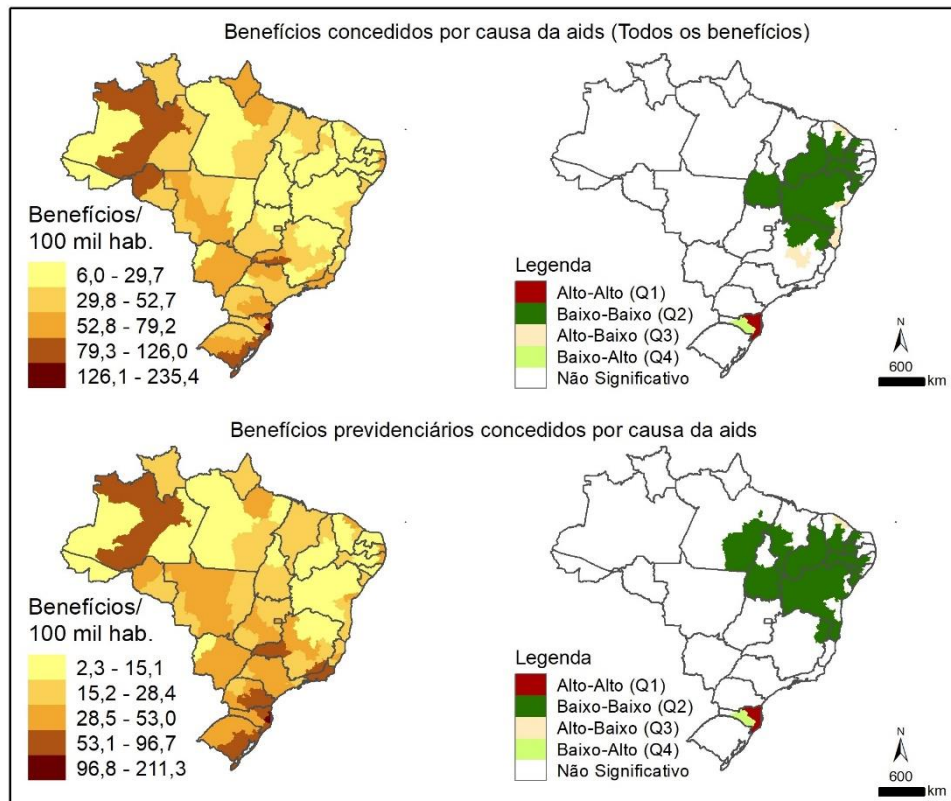 Benefícios concedidos por causa da aids (Todos os benefícios)
Benefícios/
100 mil hab.
6,0 - 29,7
29,8 - 52,7
52,8 - 79,2
79,3 - 126,0
126,1 - 235,4
Legenda
Alto-Alto (Q1)
Baixo-Baixo (Q2)
Alto-Baixo (Q3)
Baixo-Alto (Q4)
Não Significativo
N
600
km
Benefícios previdenciários concedidos por causa da aids
Benefícios/
100 mil hab.
2,3 - 15,1
15,2 - 28,4
28,5 - 53,0
53,1 - 96,7
96,8 - 211,3
Legenda
Alto-Alto (Q1)
Baixo-Baixo (Q2)
Alto-Baixo (Q3)
Baixo-Alto (Q4)
Não Significativo
N
600
km